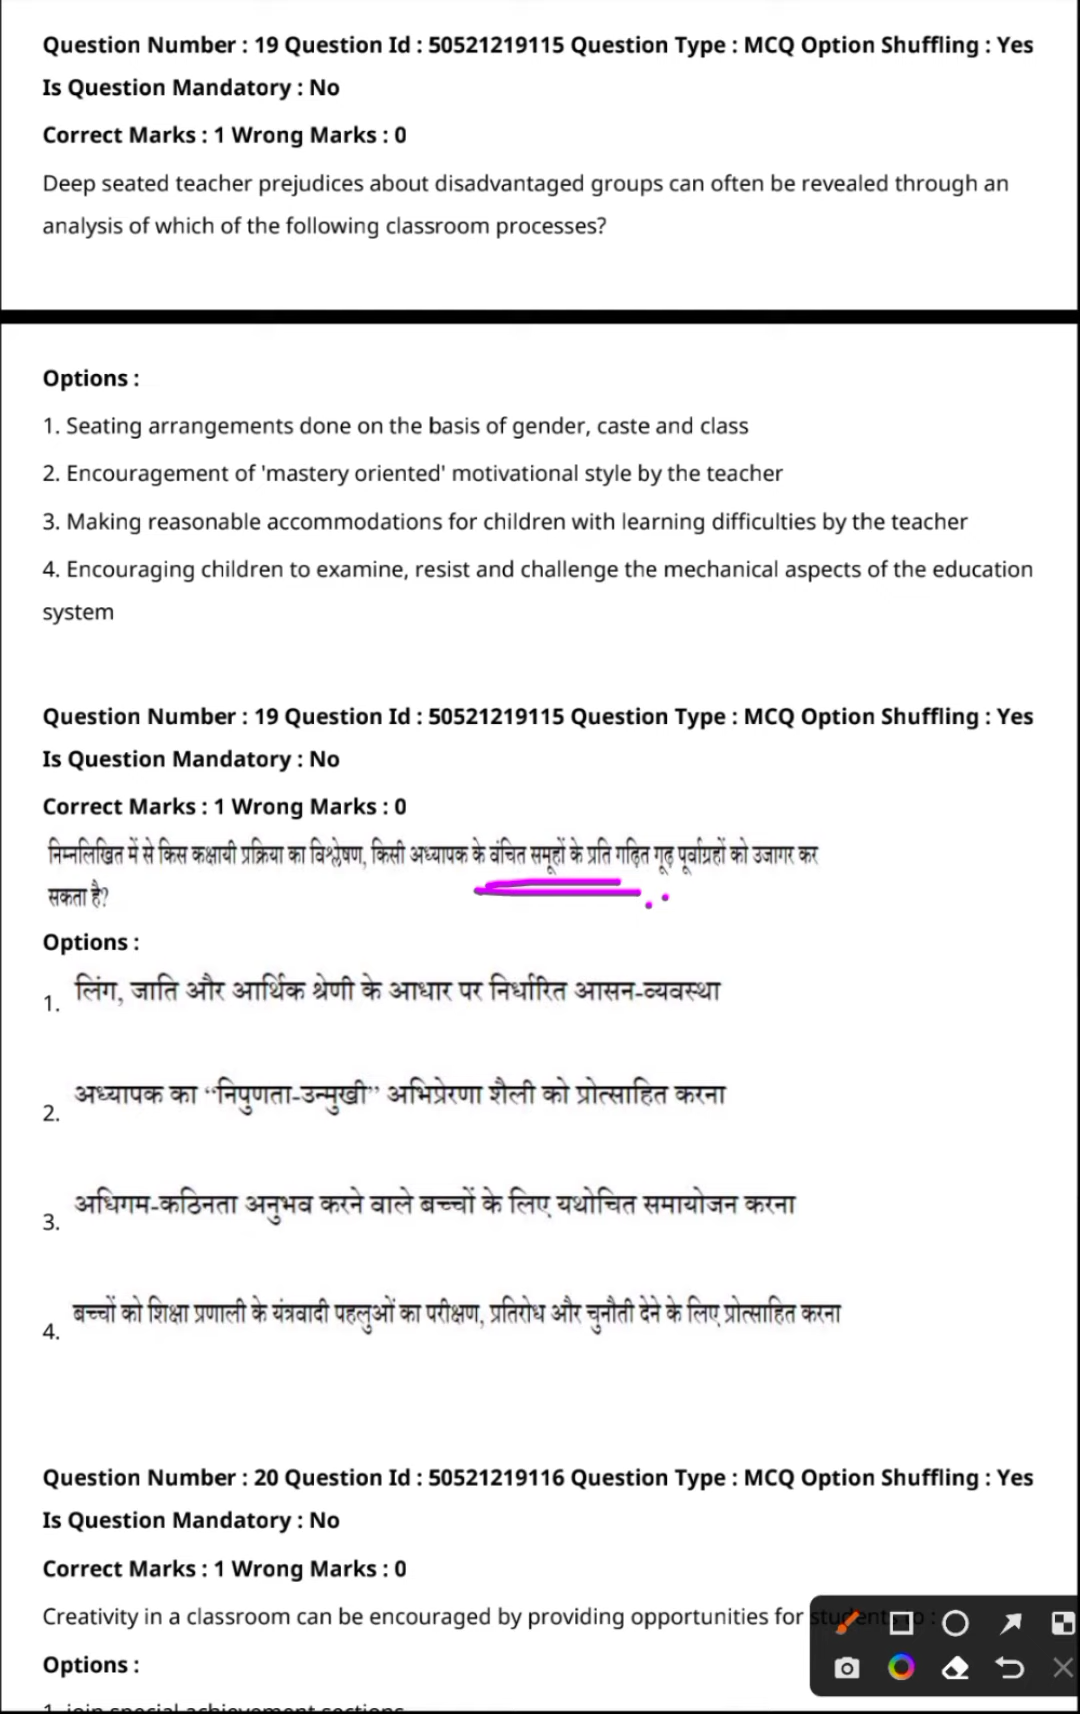 Question Number : 19 Question Id : 50521219115 Question Type : MCQ Option Shuffling : Yes
Is Question Mandatory : No
Correct Marks : 1 Wrong Marks : 0
Deep seated teacher prejudices about disadvantaged groups can often be revealed through an
analysis of which of the following classroom processes?
Options :
1. Seating arrangements done on the basis of gender, caste and class
2. Encouragement of 'mastery oriented' motivational style by the teacher
3. Making reasonable accommodations for children with learning difficulties by the teacher
4. Encouraging children to examine, resist and challenge the mechanical aspects of the education
system
Question Number : 19 Question Id : 50521219115 Question Type : MCQ Option Shuffling : Yes
Is Question Mandatory : No
Correct Marks : 1 Wrong Marks : 0
निम्नलिखित में से किस कक्षायी प्रक्रिया का विश्लेषण, किसी अध्यापक के वंचित समूहों के प्रति गढ़ित गूढ़ पूर्वाग्रहों को उजागर कर
सकता है?
Options :
1. लिंग, जाति और आर्थिक श्रेणी के आधार पर निर्धारित आसन-व्यवस्था
2. अध्यापक का “निपुणता-उन्मुखी” अभिप्रेरणा शैली को प्रोत्साहित करना
3. अधिगम-कठिनता अनुभव करने वाले बच्चों के लिए यथोचित समायोजन करना
4. बच्चों को शिक्षा प्रणाली के यंत्रवादी पहलुओं का परीक्षण, प्रतिरोध और चुनौती देने के लिए प्रोत्साहित करना
Question Number : 20 Question Id : 50521219116 Question Type : MCQ Option Shuffling : Yes
Is Question Mandatory : No
Correct Marks : 1 Wrong Marks : 0
Creativity in a classroom can be encouraged by providing opportunities for students to :
Options :
1. join special achievement sections